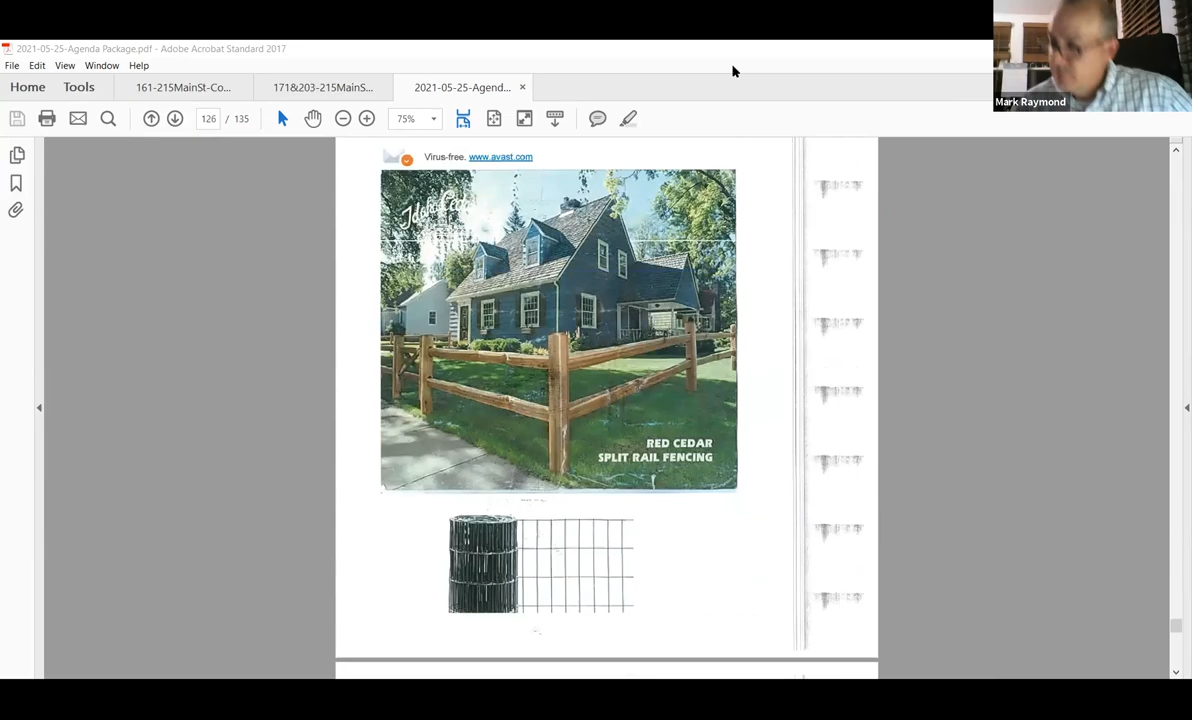 2021-05-25-Agenda Package.pdf - Adobe Acrobat Standard 2017
File Edit View Window Help
Home Tools 161-215MainSt-Co... 171&203-215MainS... 2021-05-25-Agend... ×
126 / 135 75%
Mark Raymond
Virus-free. www.avast.com
Idaho Cedar
RED CEDAR
SPLIT RAIL FENCING